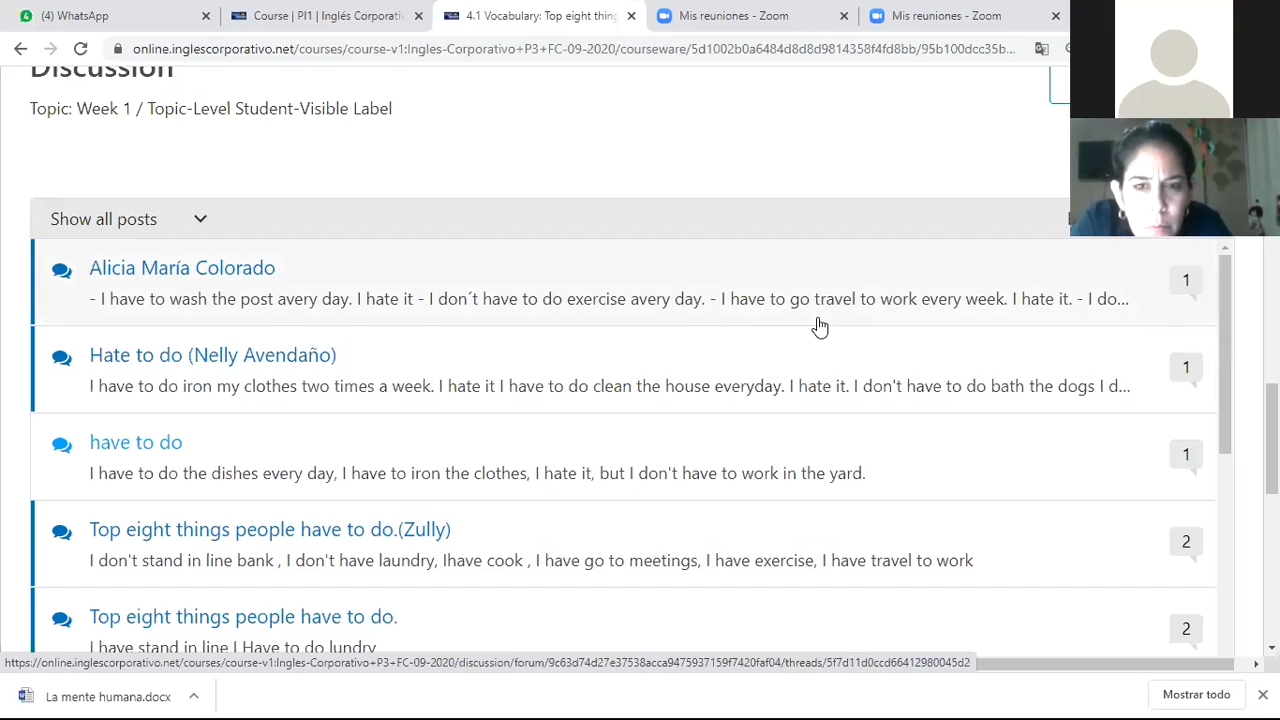 (4) WhatsApp
Course | PI1 | Inglés Corporativ
4.1 Vocabulary: Top eight thing
Mis reuniones - Zoom
Mis reuniones - Zoom
online.inglescorporativo.net/courses/course-v1:Ingles-Corporativo+P3+FC-09-2020/courseware/5d1002b0a6484d8d8d9814358f4fd8bb/95b100dcc35b...
Discussion
Topic: Week 1 / Topic-Level Student-Visible Label
Show all posts
Alicia María Colorado
- I have to wash the post avery day. I hate it - I don´t have to do exercise avery day. - I have to go travel to work every week. I hate it. - I do...
1
Hate to do (Nelly Avendaño)
I have to do iron my clothes two times a week. I hate it I have to do clean the house everyday. I hate it. I don't have to do bath the dogs I d...
1
have to do
I have to do the dishes every day, I have to iron the clothes, I hate it, but I don't have to work in the yard.
1
Top eight things people have to do.(Zully)
I don't stand in line bank , I don't have laundry, Ihave cook , I have go to meetings, I have exercise, I have travel to work
2
Top eight things people have to do.
I have stand in line I Have to do lundry
2
https://online.inglescorporativo.net/courses/course-v1:Ingles-Corporativo+P3+FC-09-2020/discussion/forum/9c63d74d27e37538acca9475937159f7420faf04/threads/5f7d11d0ccd66412980045d2
La mente humana.docx
Mostrar todo